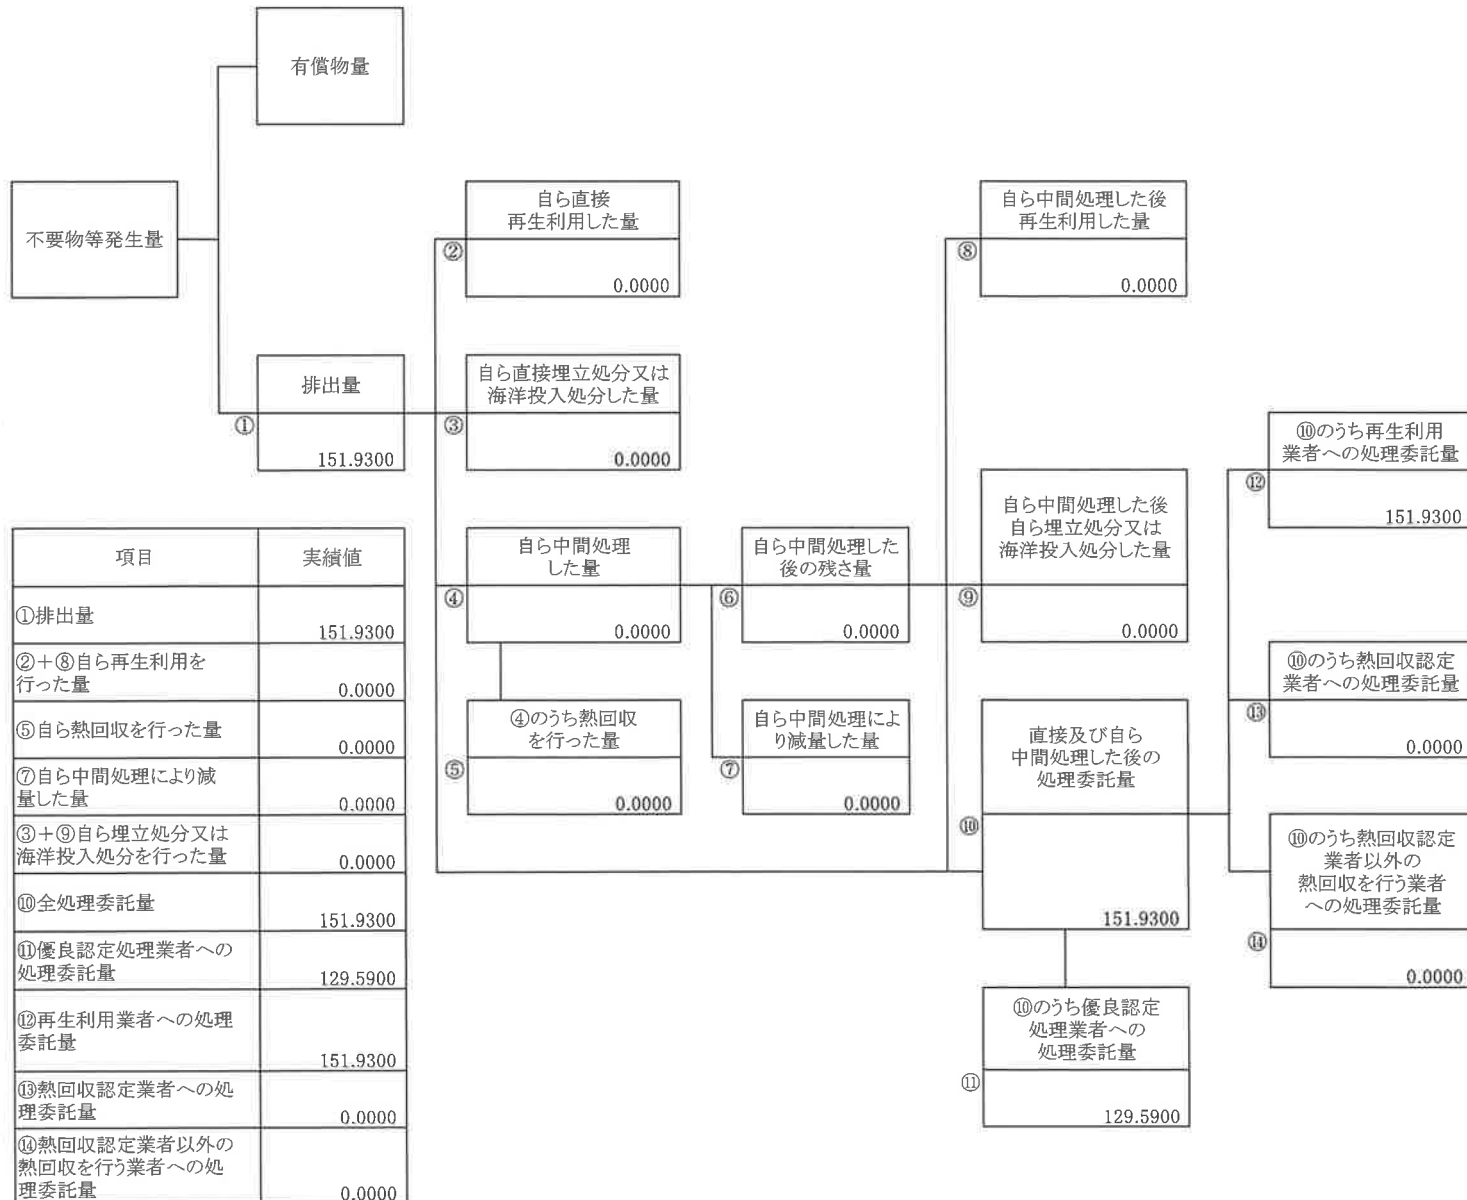 有償物量
不要物等発生量
排出量
①
151.9300
自ら直接
再生利用した量
②
0.0000
自ら直接埋立処分又は
海洋投入処分した量
③
0.0000
自ら中間処理
した量
④
0.0000
④のうち熱回収
を行った量
⑤
0.0000
自ら中間処理した
後の残さ量
⑥
0.0000
自ら中間処理によ
り減量した量
⑦
0.0000
自ら中間処理した後
再生利用した量
⑧
0.0000
自ら中間処理した後
自ら埋立処分又は
海洋投入処分した量
⑨
0.0000
直接及び自ら
中間処理した後の
処理委託量
⑩
151.9300
⑩のうち優良認定
処理業者への
処理委託量
⑪
129.5900
⑩のうち再生利用
業者への処理委託量
⑫
151.9300
⑩のうち熱回収認定
業者への処理委託量
⑬
0.0000
⑩のうち熱回収認定
業者以外の
熱回収を行う業者
への処理委託量
⑭
0.0000
項目 実績値
①排出量
151.9300
②+⑧自ら再生利用を
行った量
0.0000
⑤自ら熱回収を行った量
0.0000
⑦自ら中間処理により減
量した量
0.0000
③+⑨自ら埋立処分又は
海洋投入処分を行った量
0.0000
⑩全処理委託量
151.9300
⑪優良認定処理業者への
処理委託量
129.5900
⑫再生利用業者への処理
委託量
151.9300
⑬熱回収認定業者への処
理委託量
0.0000
⑭熱回収認定業者以外の
熱回収を行う業者への処
理委託量
0.0000